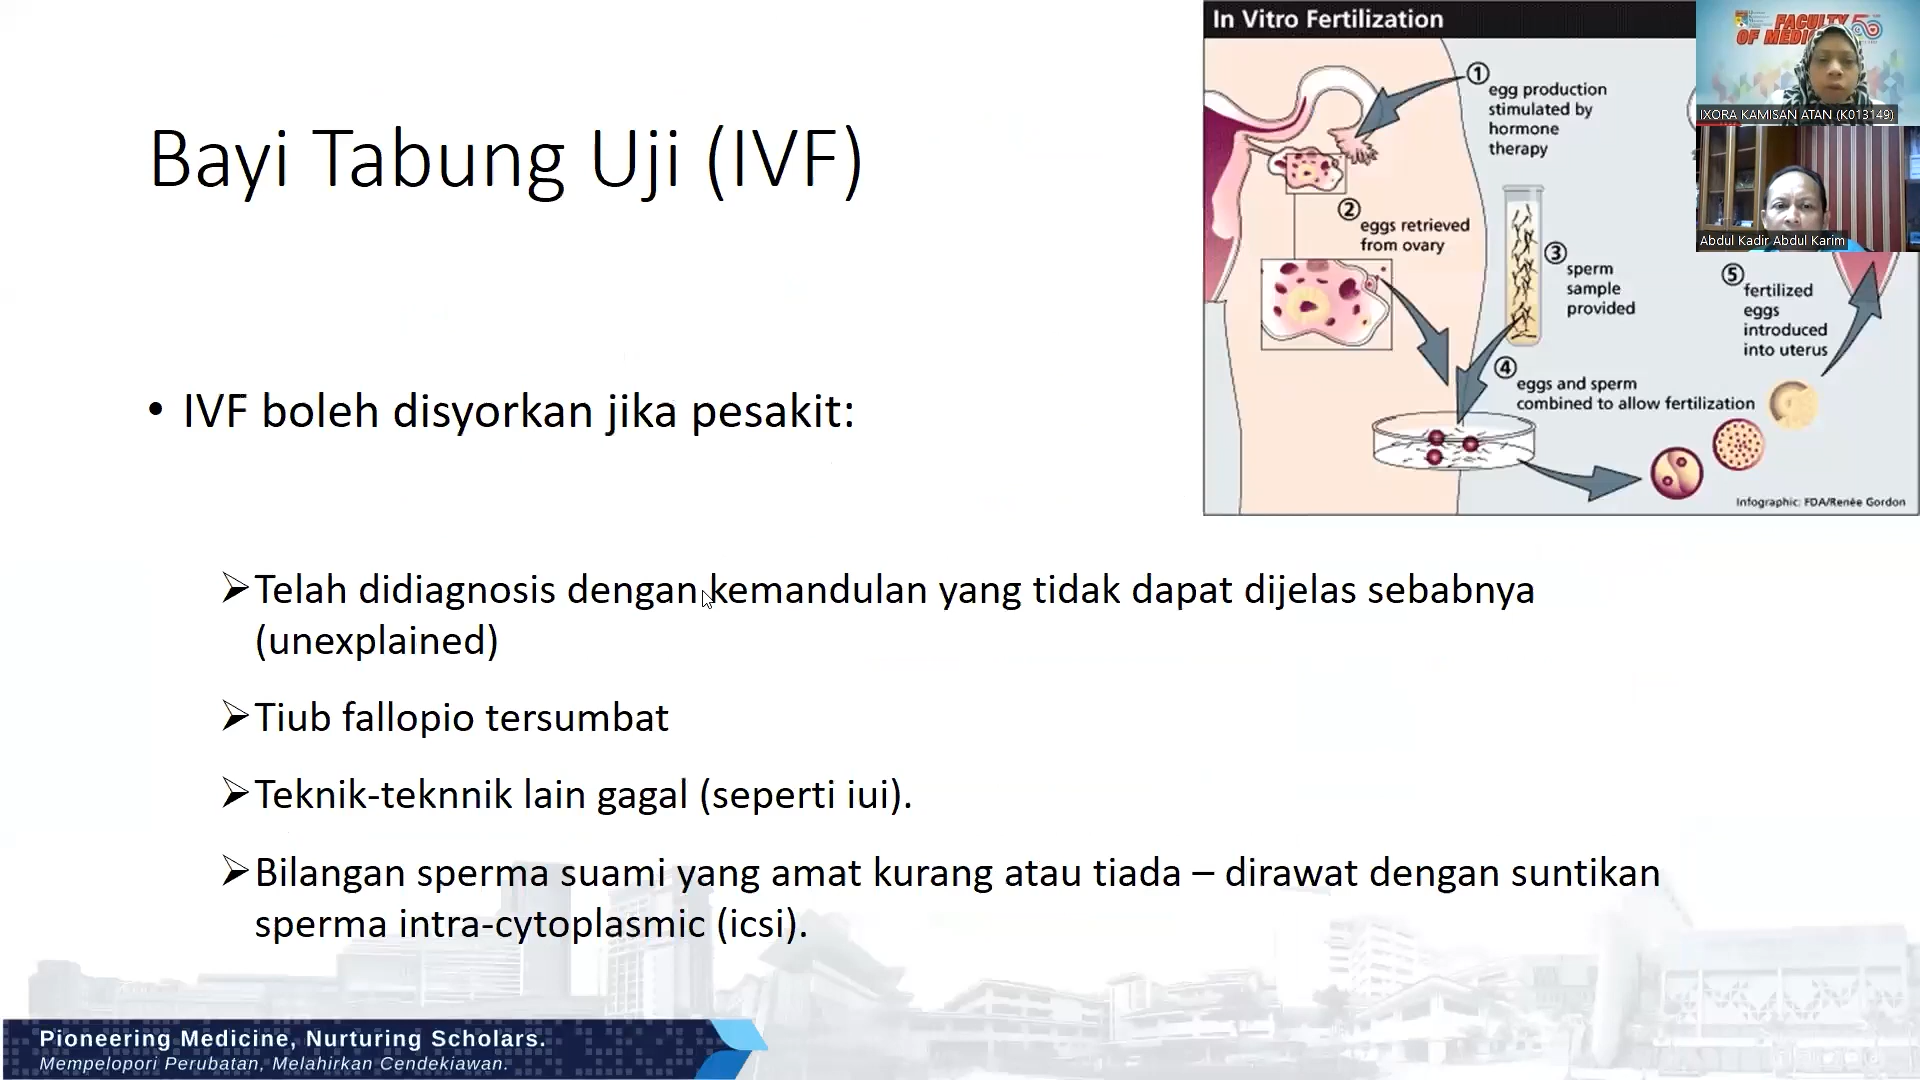 Bayi Tabung Uji (IVF)
• IVF boleh disyorkan jika pesakit:
➢Telah didiagnosis dengan kemandulan yang tidak dapat dijelas sebabnya
(unexplained)
➢Tiub fallopio tersumbat
➢Teknik-teknnik lain gagal (seperti iui).
➢Bilangan sperma suami yang amat kurang atau tiada – dirawat dengan suntikan
sperma intra-cytoplasmic (icsi).
In Vitro Fertilization
1
egg production
stimulated by
hormone
therapy
2
eggs retrieved
from ovary
3
sperm
sample
provided
4
eggs and sperm
combined to allow fertilization
5
fertilized
eggs
introduced
into uterus
Infographic: FDA/Renée Gordon
FACULTY
OF
IXORA KAMISAN ATAN (K013149)
Abdul Kadir Abdul Karim
Pioneering Medicine, Nurturing Scholars.
Mempelopori Perubatan, Melahirkan Cendekiawan.